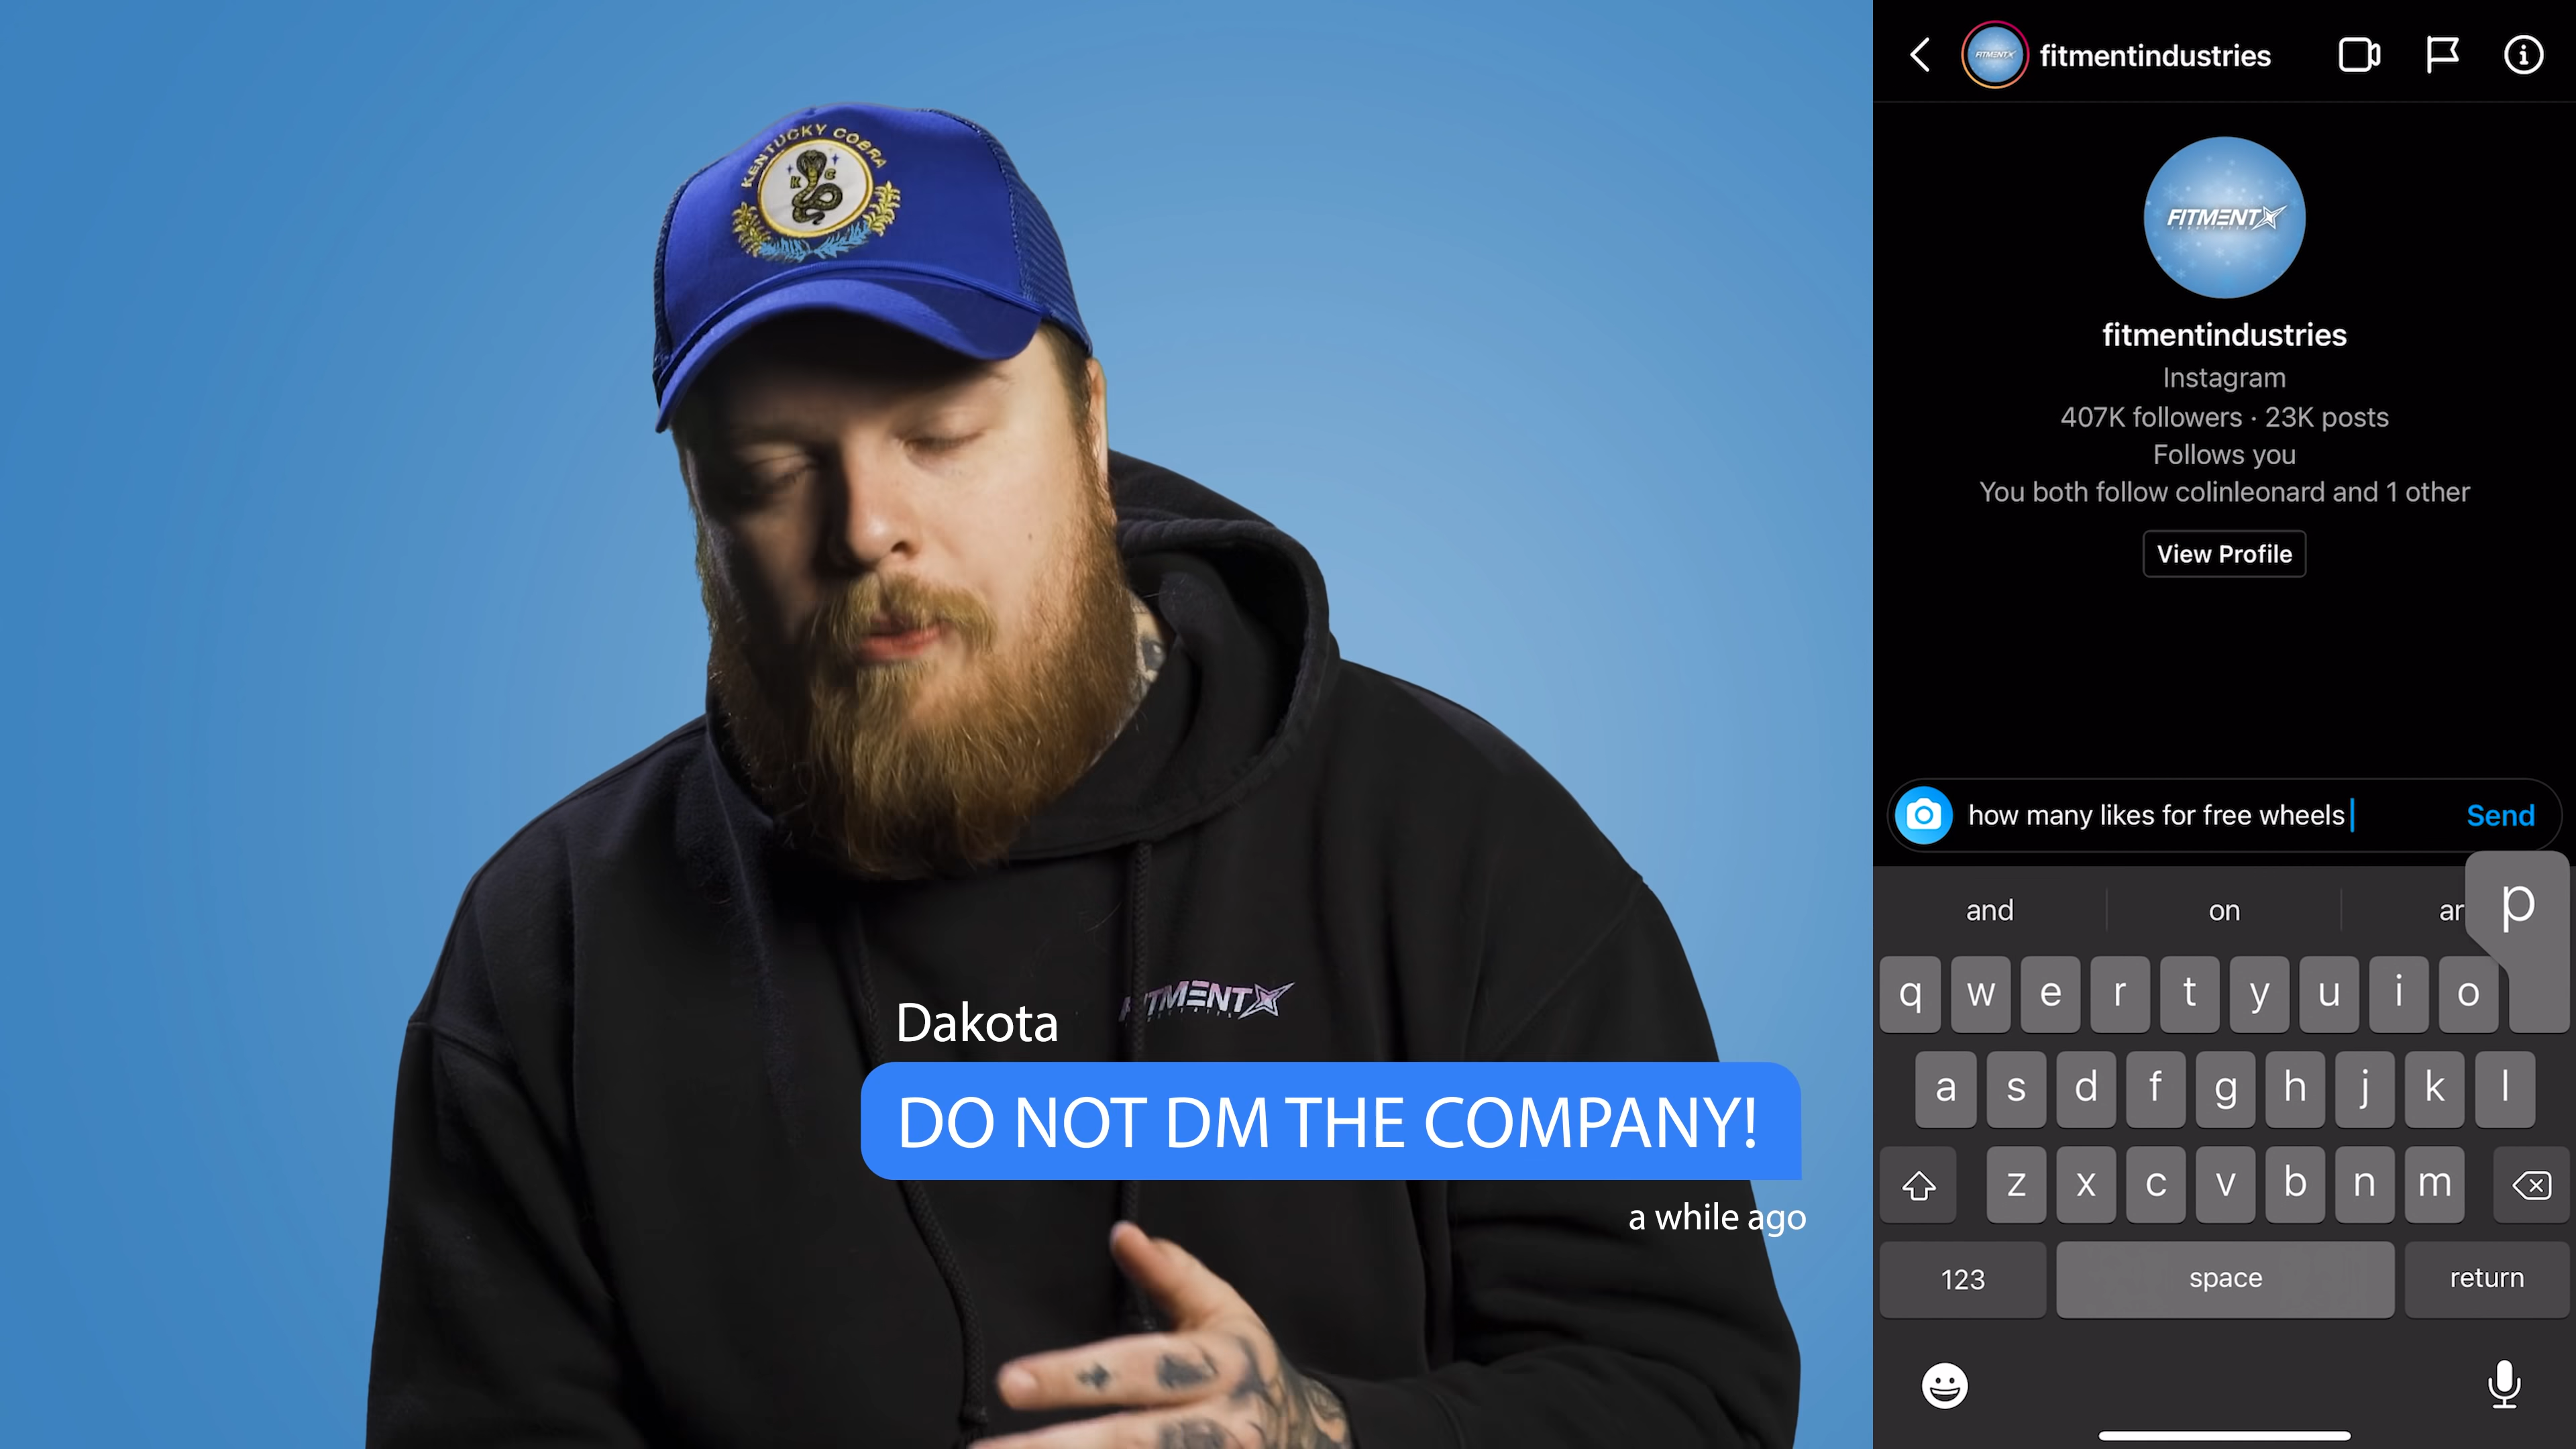 KENTUCKY COBRA
K C
FITMENT
Dakota
DO NOT DM THE COMPANY!
a while ago
FITMENT
fitmentindustries
FITMENT
fitmentindustries
Instagram
407K followers · 23K posts
Follows you
You both follow colinleonard and 1 other
View Profile
how many likes for free wheels
Send
and
on
ar
p
q w e r t y u i o
a s d f g h j k l
z x c v b n m
123
space
return